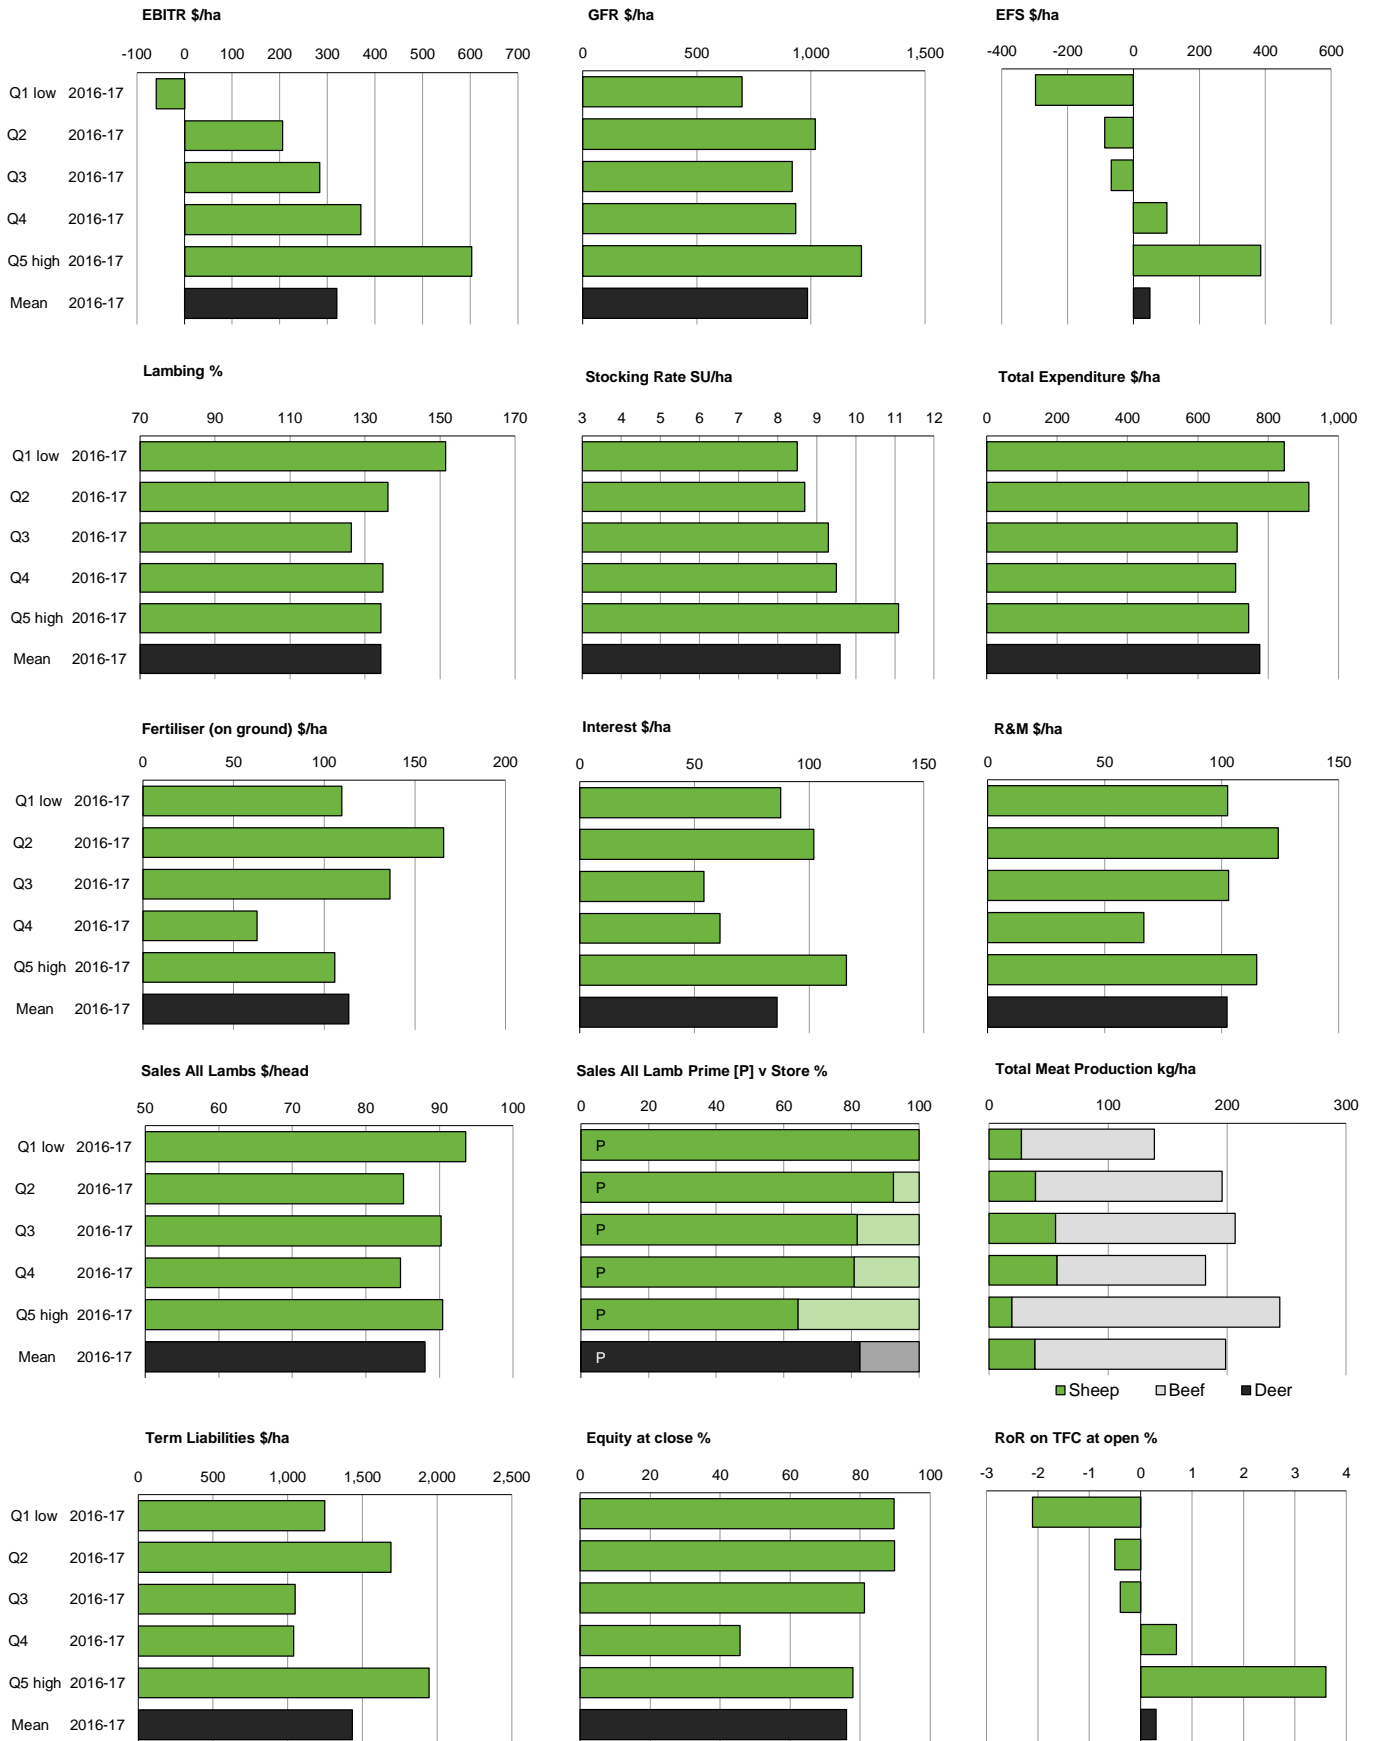 EBITR $/ha GFR $/ha EFS $/ha
-100 0 100 200 300 400 500 600 700 0 500 1,000 1,500 -400 -200 0 200 400 600
Q1 low 2016-17
Q2 2016-17
Q3 2016-17
Q4 2016-17
Q5 high 2016-17
Mean 2016-17
Lambing % Stocking Rate SU/ha Total Expenditure $/ha
70 90 110 130 150 170 3 4 5 6 7 8 9 10 11 12 0 200 400 600 800 1,000
Q1 low 2016-17
Q2 2016-17
Q3 2016-17
Q4 2016-17
Q5 high 2016-17
Mean 2016-17
Fertiliser (on ground) $/ha Interest $/ha R&M $/ha
0 50 100 150 200 0 50 100 150 0 50 100 150
Q1 low 2016-17
Q2 2016-17
Q3 2016-17
Q4 2016-17
Q5 high 2016-17
Mean 2016-17
Sales All Lambs $/head Sales All Lamb Prime [P] v Store % Total Meat Production kg/ha
50 60 70 80 90 100 0 20 40 60 80 100 0 100 200 300
Q1 low 2016-17 P
Q2 2016-17 P
Q3 2016-17 P
Q4 2016-17 P
Q5 high 2016-17 P
Mean 2016-17 P
Sheep Beef Deer
Term Liabilities $/ha Equity at close % RoR on TFC at open %
0 500 1,000 1,500 2,000 2,500 0 20 40 60 80 100 -3 -2 -1 0 1 2 3 4
Q1 low 2016-17
Q2 2016-17
Q3 2016-17
Q4 2016-17
Q5 high 2016-17
Mean 2016-17